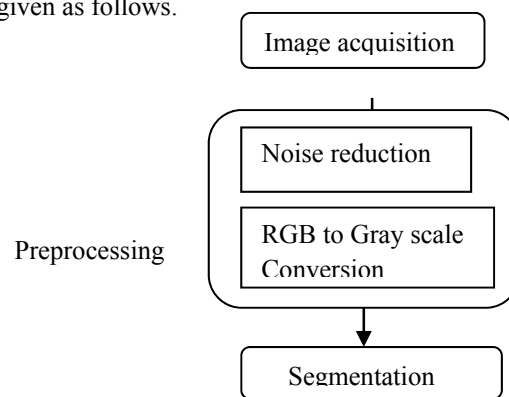 given as follows.
Image acquisition
Noise reduction
Preprocessing
RGB to Gray scale
Conversion
Segmentation